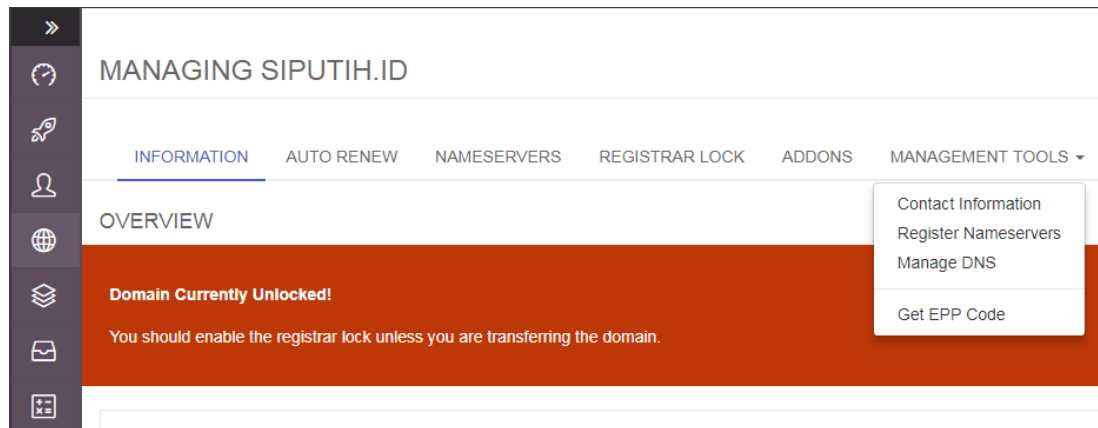 MANAGING SIPUTIH.ID
INFORMATION AUTO RENEW NAMESERVERS REGISTRAR LOCK ADDONS MANAGEMENT TOOLS
Contact Information
Register Nameservers
Manage DNS
Get EPP Code
OVERVIEW
Domain Currently Unlocked!
You should enable the registrar lock unless you are transferring the domain.